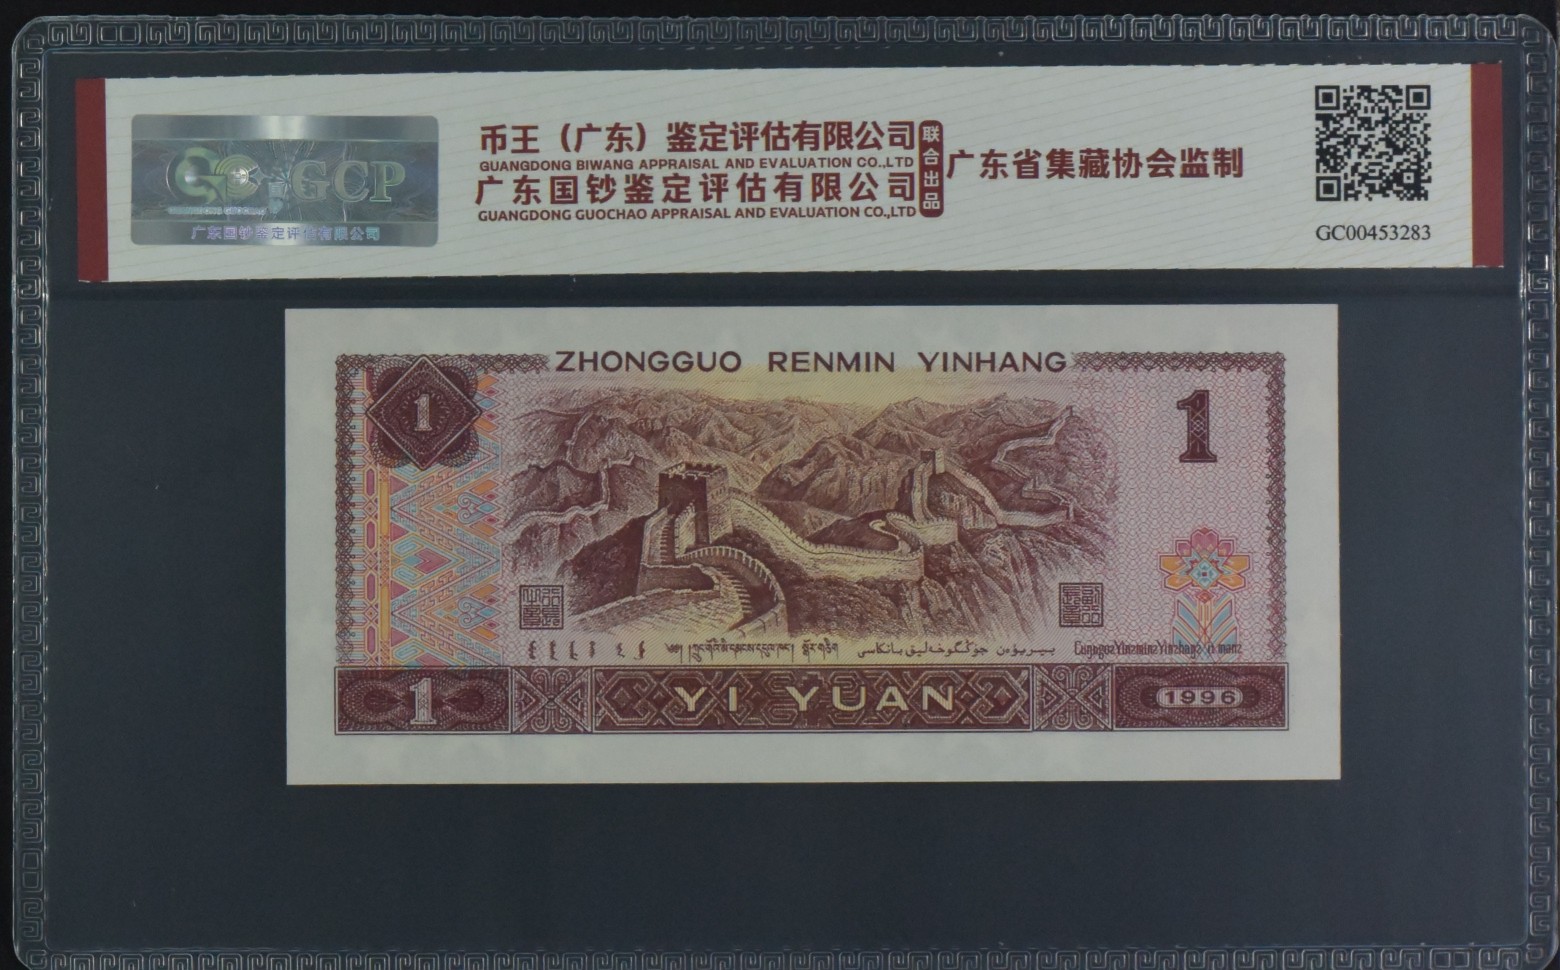 GCP
广东国钞鉴定评估有限公司
币王（广东）鉴定评估有限公司
GUANGDONG BIWANG APPRAISAL AND EVALUATION CO.,LTD
广东国钞鉴定评估有限公司
GUANGDONG GUOCHAO APPRAISAL AND EVALUATION CO.,LTD
联合出品
广东省集藏协会监制
GC00453283
ZHONGGUO RENMIN YINHANG
1
1
1
YI YUAN
1996